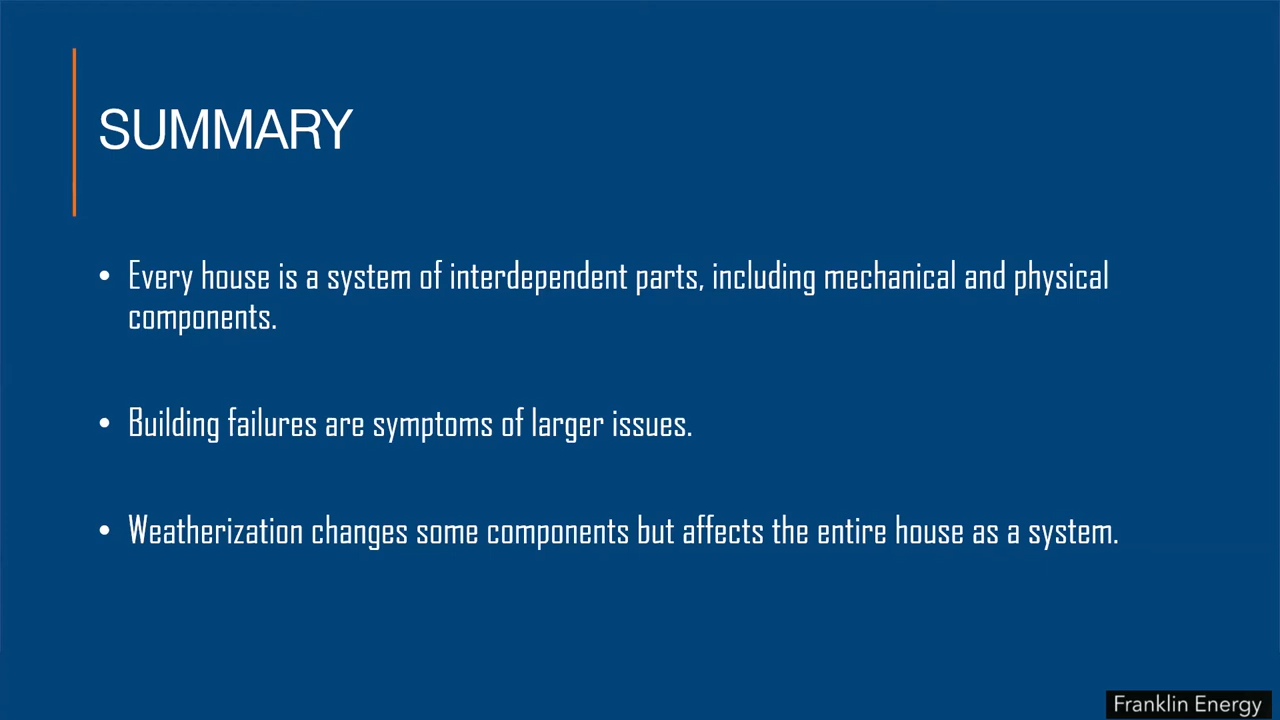 SUMMARY
• Every house is a system of interdependent parts, including mechanical and physical
components.
• Building failures are symptoms of larger issues.
• Weatherization changes some components but affects the entire house as a system.
Franklin Energy